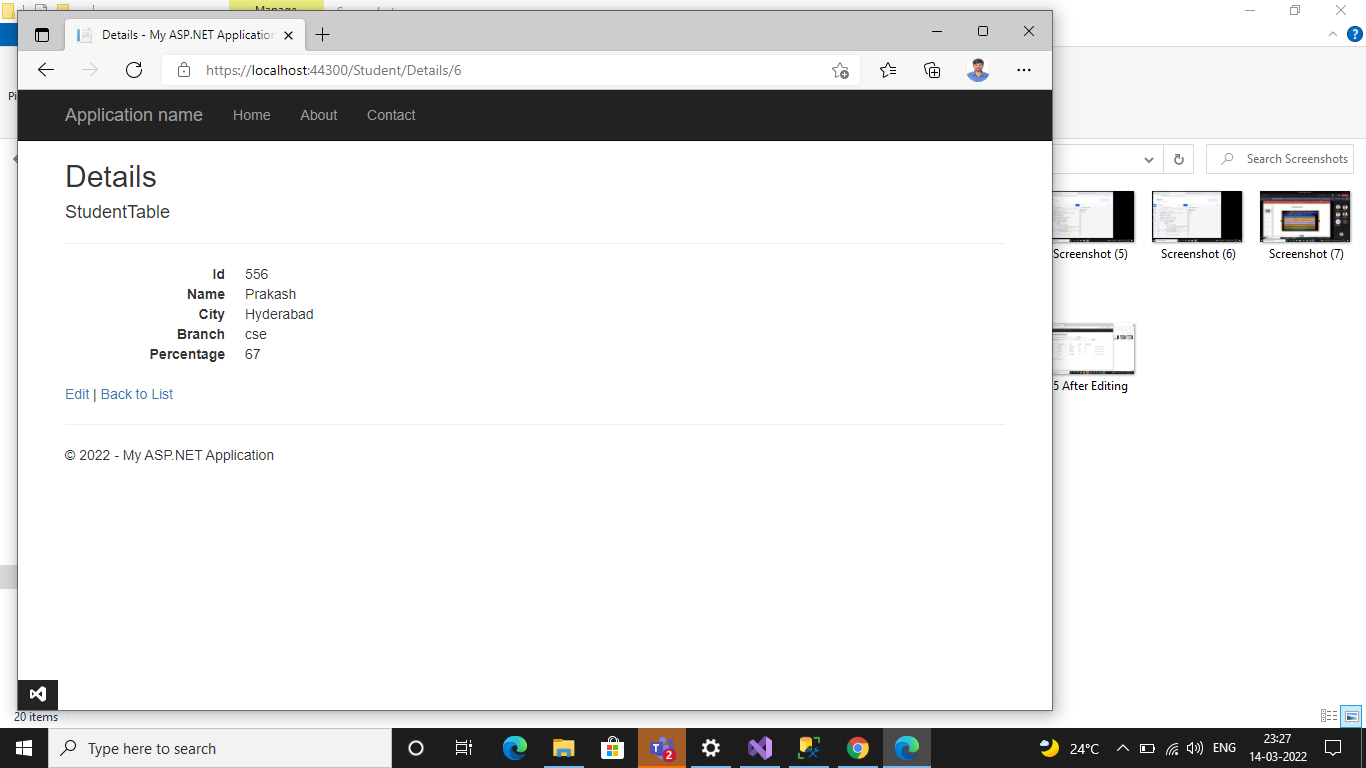 Manage
Details - My ASP.NET Application
https://localhost:44300/Student/Details/6
Application name
Home
About
Contact
Details
StudentTable
Id 556
Name Prakash
City Hyderabad
Branch cse
Percentage 67
Edit | Back to List
© 2022 - My ASP.NET Application
Search Screenshots
Screenshot (5)
Screenshot (6)
Screenshot (7)
5 After Editing
20 items
Type here to search
2
24°C
ENG
23:27
14-03-2022